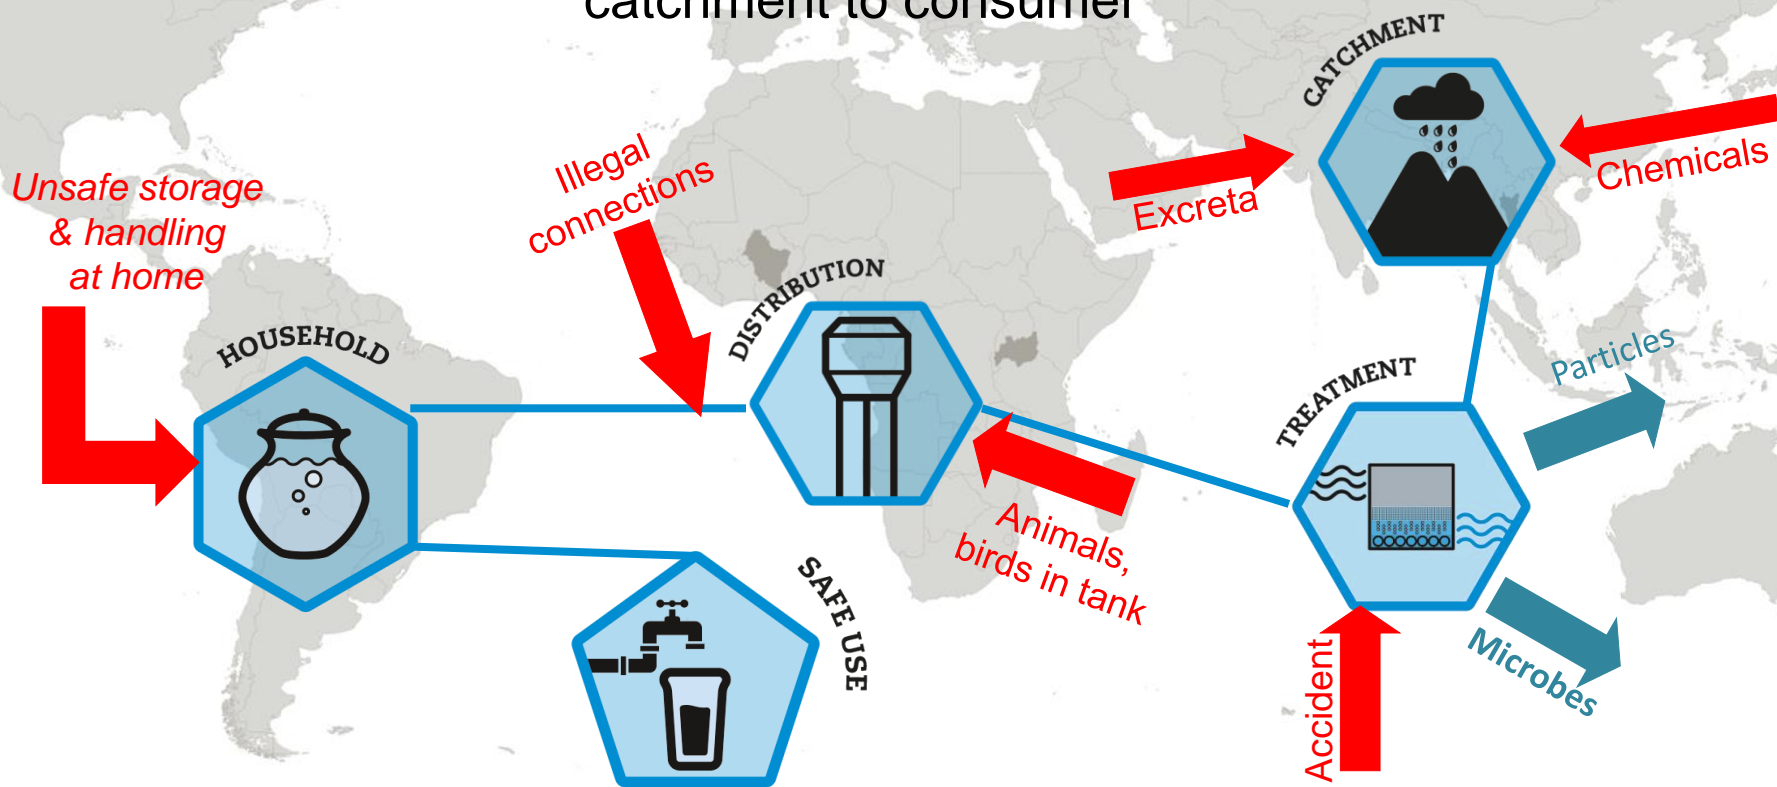 catchment to consumer
CATCHMENT
Chemicals
Excreta
Illegal
connections
Unsafe storage
& handling
at home
HOUSEHOLD
DISTRIBUTION
TREATMENT
Particles
Animals,
birds in tank
SAFE USE
Accident
Microbes